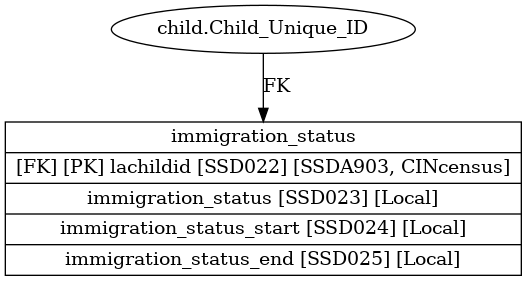 child.Child_Unique_ID
FK
immigration_status
[FK] [PK] lachildid [SSD022] [SSDA903, CINcensus]
immigration_status [SSD023] [Local]
immigration_status_start [SSD024] [Local]
immigration_status_end [SSD025] [Local]